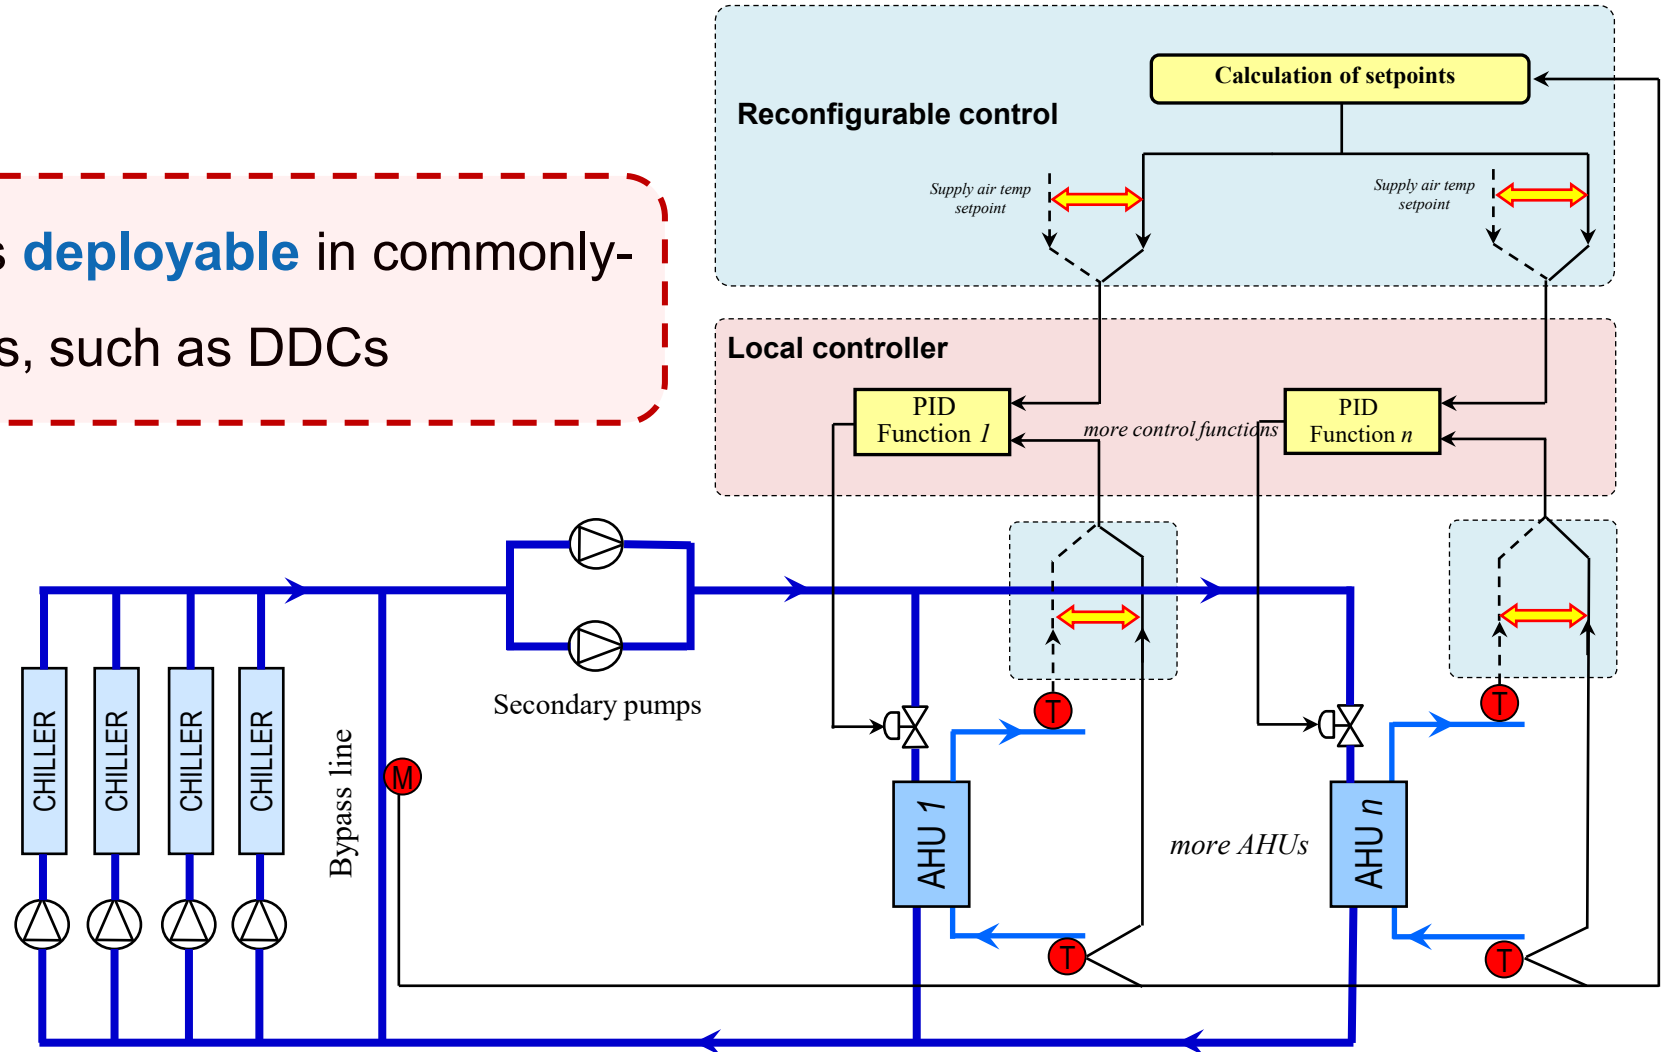 Calculation of setpoints
Reconfigurable control
Supply air temp
setpoint
Supply air temp
setpoint
s deployable in commonly-
s, such as DDCs
Local controller
PID
Function 1
more control functions
PID
Function n
Secondary pumps
CHILLER
CHILLER
CHILLER
CHILLER
Bypass line
M
T
T
AHU 1
more AHUs
AHU n
T
T